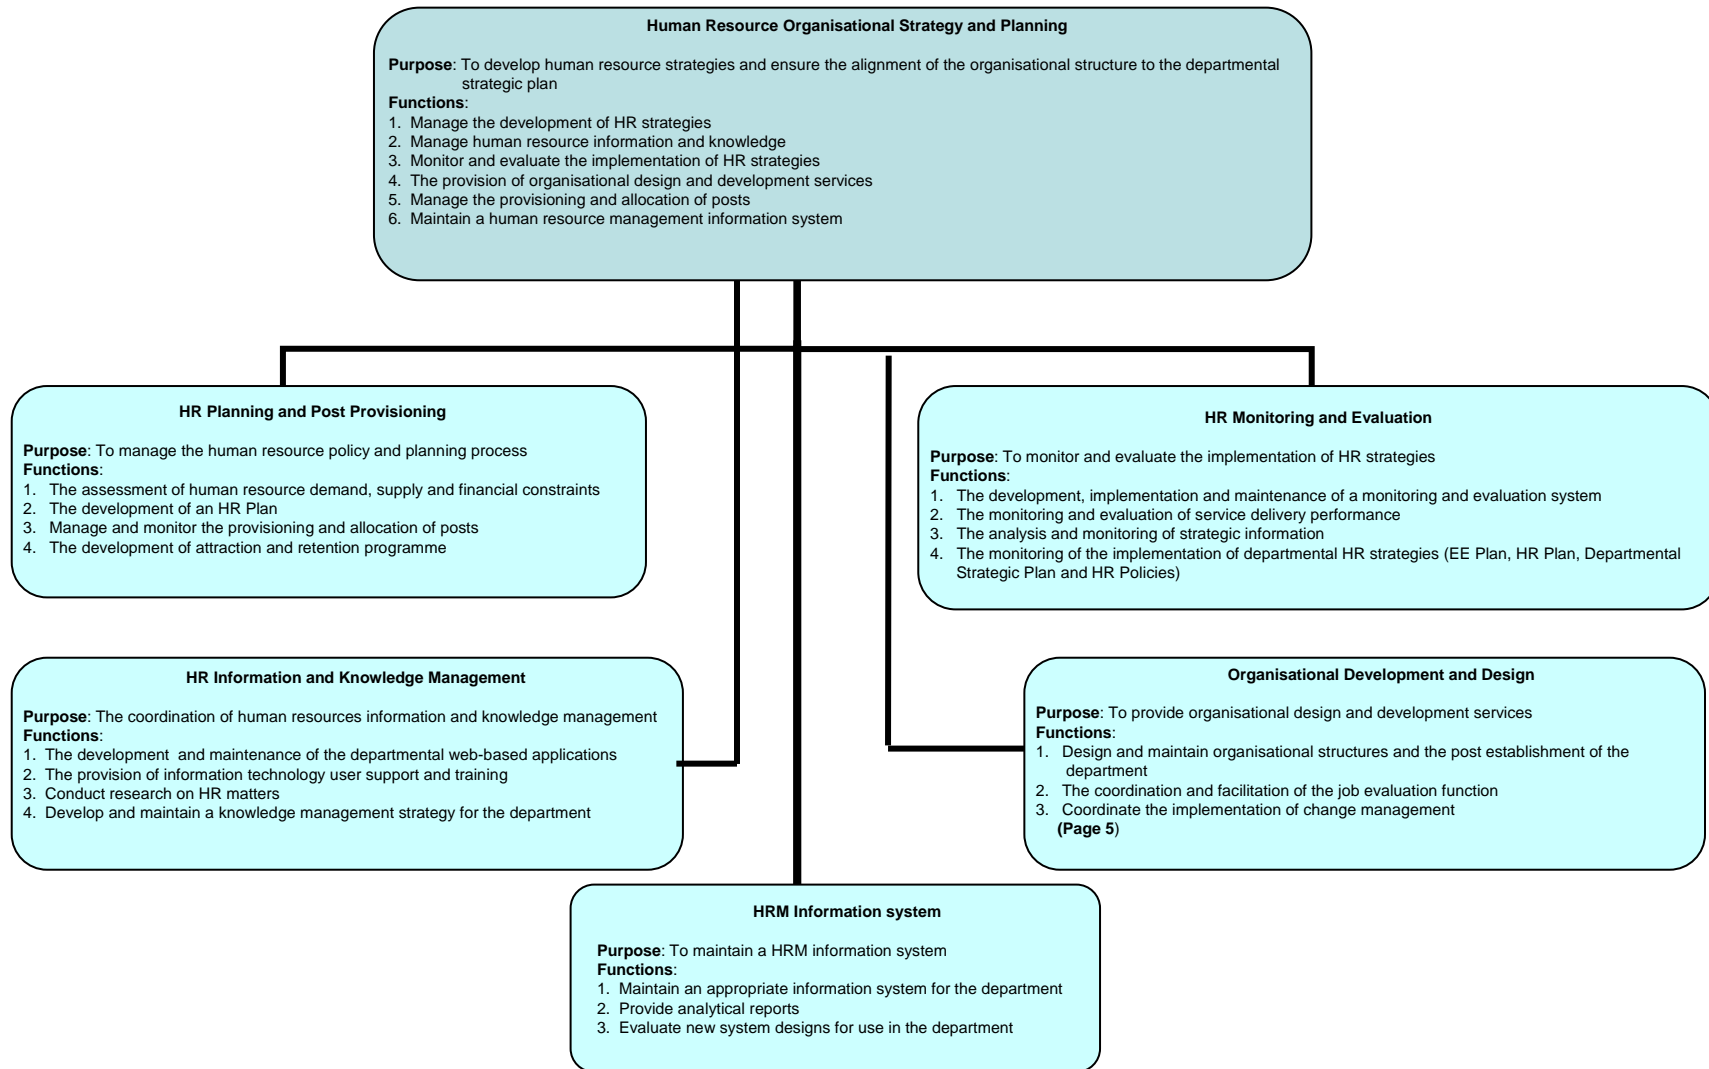 Human Resource Organisational Strategy and Planning
Purpose: To develop human resource strategies and ensure the alignment of the organisational structure to the departmental
strategic plan
Functions:
1. Manage the development of HR strategies
2. Manage human resource information and knowledge
3. Monitor and evaluate the implementation of HR strategies
4. The provision of organisational design and development services
5. Manage the provisioning and allocation of posts
6. Maintain a human resource management information system
HR Planning and Post Provisioning
Purpose: To manage the human resource policy and planning process
Functions:
1. The assessment of human resource demand, supply and financial constraints
2. The development of an HR Plan
3. Manage and monitor the provisioning and allocation of posts
4. The development of attraction and retention programme
HR Monitoring and Evaluation
Purpose: To monitor and evaluate the implementation of HR strategies
Functions:
1. The development, implementation and maintenance of a monitoring and evaluation system
2. The monitoring and evaluation of service delivery performance
3. The analysis and monitoring of strategic information
4. The monitoring of the implementation of departmental HR strategies (EE Plan, HR Plan, Departmental
Strategic Plan and HR Policies)
HR Information and Knowledge Management
Purpose: The coordination of human resources information and knowledge management
Functions:
1. The development and maintenance of the departmental web-based applications
2. The provision of information technology user support and training
3. Conduct research on HR matters
4. Develop and maintain a knowledge management strategy for the department
Organisational Development and Design
Purpose: To provide organisational design and development services
Functions:
1. Design and maintain organisational structures and the post establishment of the
department
2. The coordination and facilitation of the job evaluation function
3. Coordinate the implementation of change management
(Page 5)
HRM Information system
Purpose: To maintain a HRM information system
Functions:
1. Maintain an appropriate information system for the department
2. Provide analytical reports
3. Evaluate new system designs for use in the department